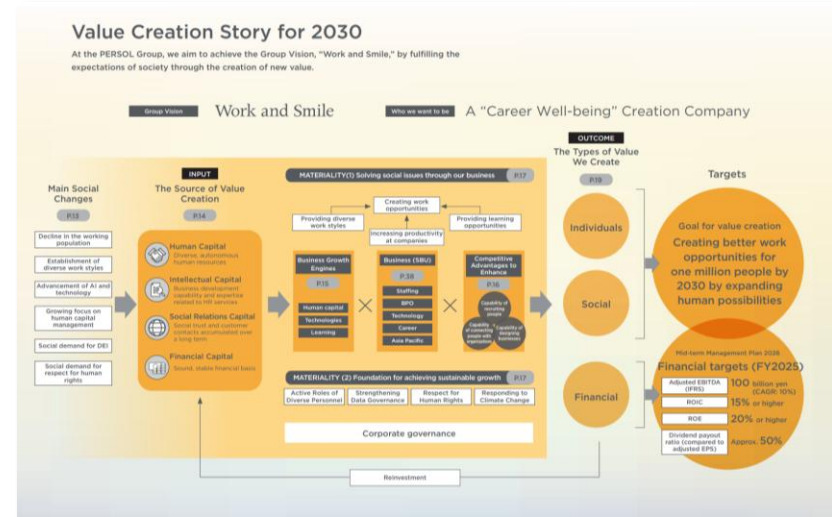 Value Creation Story for 2030
At the PERSOL Group, we aim to achieve the Group Vision, “Work and Smile,” by fulfilling the
expectations of society through the creation of new value.
Group Vision
Work and Smile
Who we want to be
A “Career Well-being” Creation Company
Main Social
Changes
P.13
Decline in the working
population
Establishment of
diverse work styles
Advancement of AI and
technology
Growing focus on
human capital
management
Social demand for DEI
Social demand for
respect for human
rights
INPUT
The Source of Value
Creation
P.14
Human Capital
Diverse, autonomous
human resources
Intellectual Capital
Business development
capability and expertise
related to HR services
Social Relations Capital
Social trust and customer
contacts accumulated over
a long term
Financial Capital
Sound, stable financial basis
MATERIALITY(1) Solving social issues through our business
P.17
Creating work
opportunities
Providing diverse
work styles
Increasing productivity
at companies
Providing learning
opportunities
Business Growth
Engines
P.15
Human capital
Technologies
Learning
Business (SBU)
P.39
Staffing
BPO
Technology
Career
Asia Pacific
Competitive
Advantages to
Enhance
P.16
Capability of
recruiting
people
Capability
of connecting
people with
organizations
Capability of
designing
businesses
MATERIALITY (2) Foundation for achieving sustainable growth
P.17
Active Roles of
Diverse Personnel
Strengthening
Data Governance
Respect for
Human Rights
Responding to
Climate Change
Corporate governance
Reinvestment
OUTCOME
The Types of Value
We Create
P.19
Individuals
Social
Financial
Targets
Goal for value creation
Creating better work
opportunities for
one million people by
2030 by expanding
human possibilities
Mid-term Management Plan 2026
Financial targets (FY2025)
Adjusted EBITDA
(IFRS)
100 billion yen
(CAGR: 10%)
ROIC
15% or higher
ROE
20% or higher
Dividend payout
ratio (compared to
adjusted EPS)
Approx. 50%